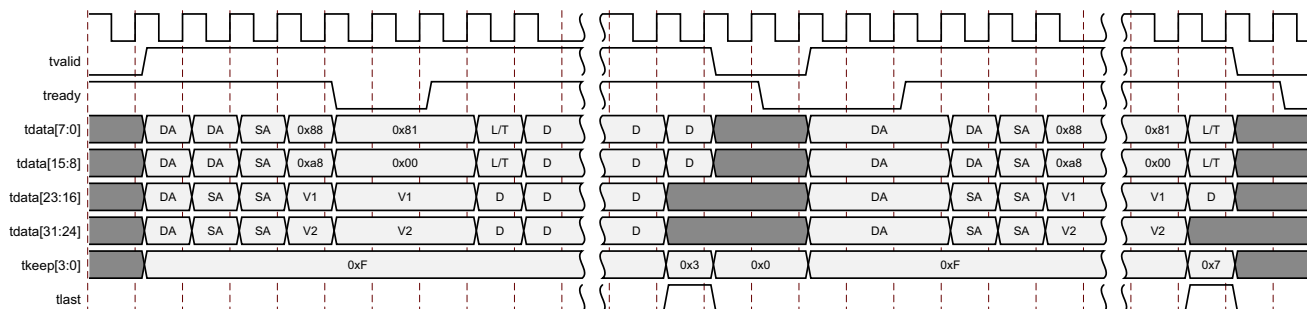 tvalid
tready
tdata[7:0] DA DA SA 0x88 0x81 L/T D D D DA DA SA 0x88 0x81 L/T
tdata[15:8] DA DA SA 0xa8 0x00 L/T D D D DA DA SA 0xa8 0x00 L/T
tdata[23:16] DA SA SA V1 V1 D D D DA SA SA V1 V1 D
tdata[31:24] DA SA SA V2 V2 D D D DA SA SA V2 V2
tkeep[3:0] 0xF 0x3 0x0 0xF 0x7
tlast